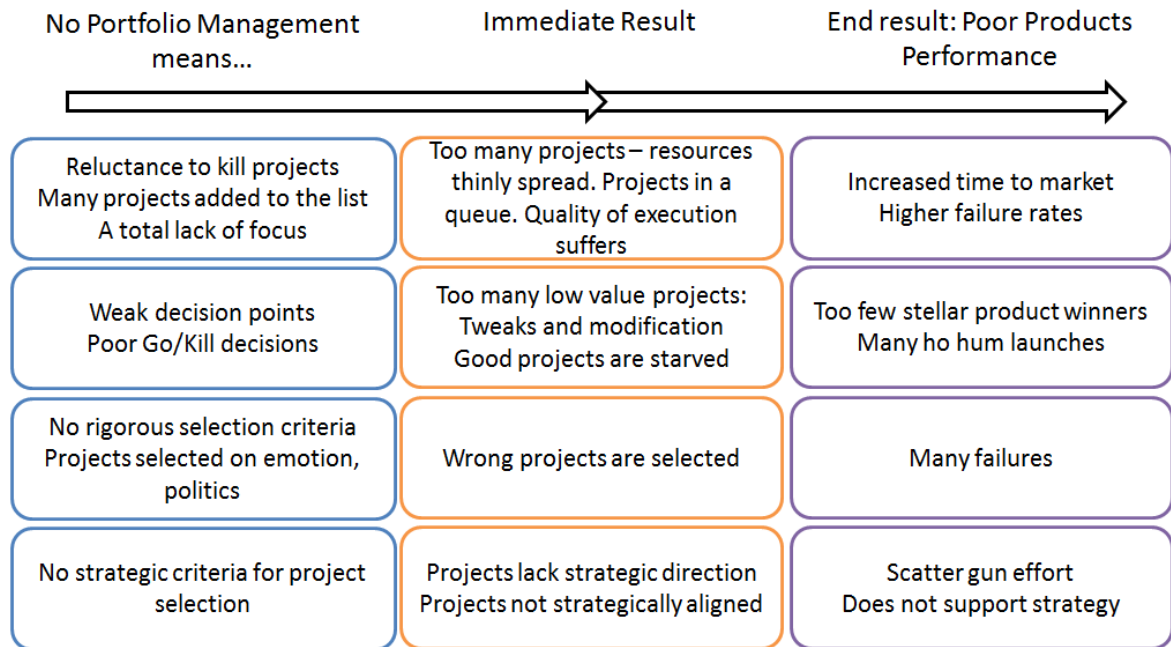 No Portfolio Management
means…
Immediate Result
End result: Poor Products
Performance
Reluctance to kill projects
Many projects added to the list
A total lack of focus
Too many projects – resources
thinly spread. Projects in a
queue. Quality of execution
suffers
Increased time to market
Higher failure rates
Weak decision points
Poor Go/Kill decisions
Too many low value projects:
Tweaks and modification
Good projects are starved
Too few stellar product winners
Many ho hum launches
No rigorous selection criteria
Projects selected on emotion,
politics
Wrong projects are selected
Many failures
No strategic criteria for project
selection
Projects lack strategic direction
Projects not strategically aligned
Scatter gun effort
Does not support strategy